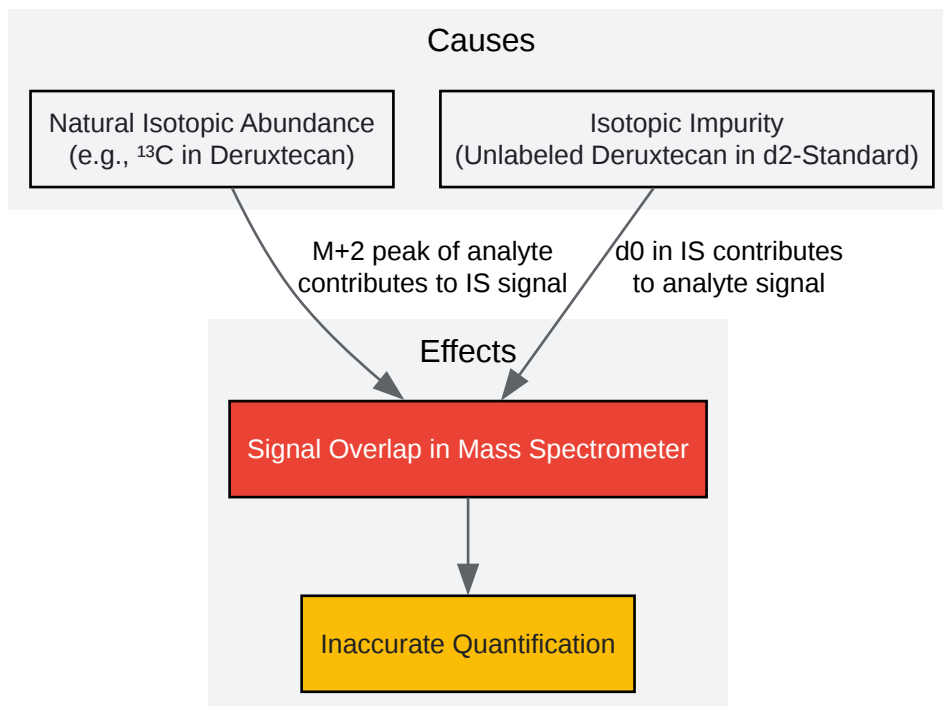 Causes
Natural Isotopic Abundance
(e.g., ¹³C in Deruxtecan)
Isotopic Impurity
(Unlabeled Deruxtecan in d2-Standard)
M+2 peak of analyte
contributes to IS signal
d0 in IS contributes
to analyte signal
Effects
Signal Overlap in Mass Spectrometer
Inaccurate Quantification